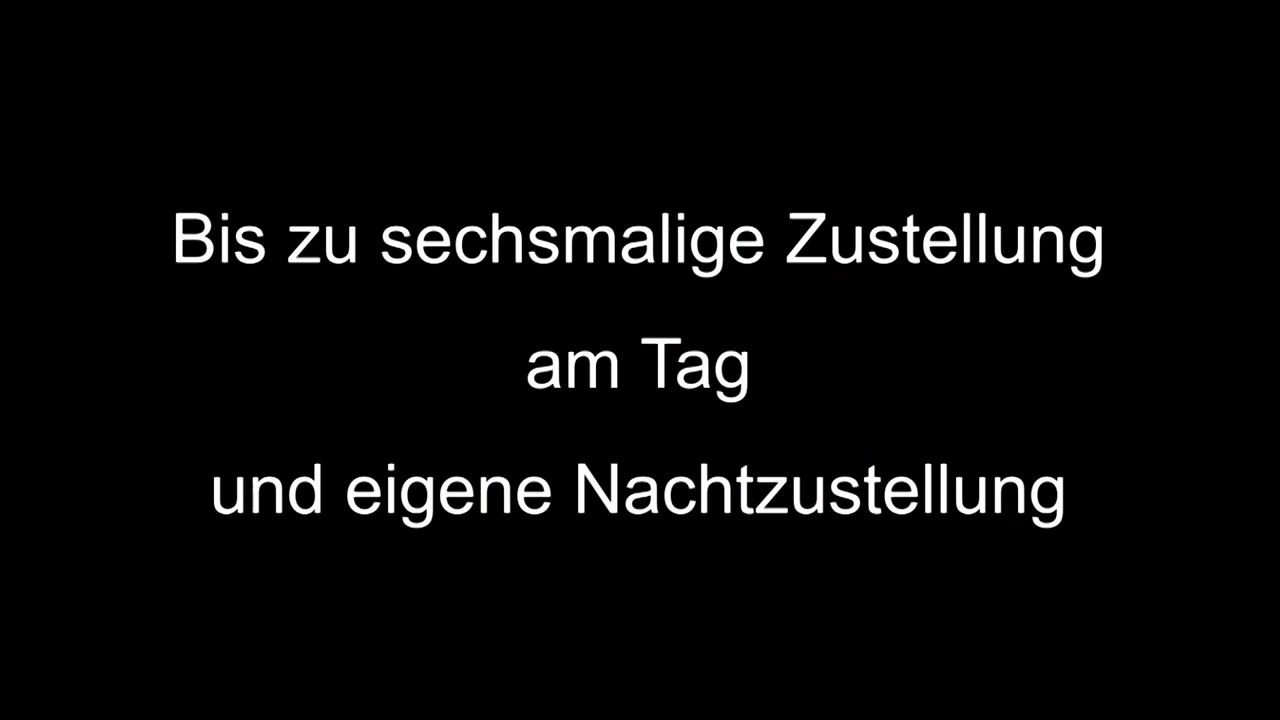 Bis zu sechsmalige Zustellung
am Tag
und eigene Nachtzustellung